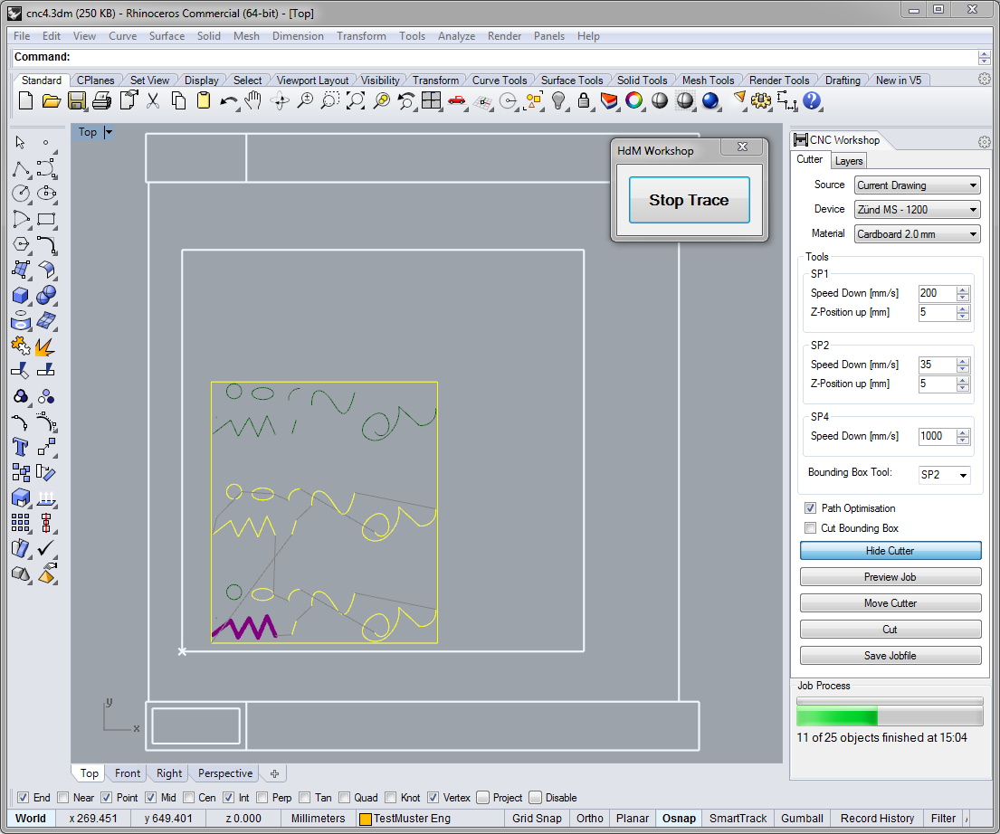 cnc4.3dm (250 KB) - Rhinoceros Commercial (64-bit) - [Top]
File Edit View Curve Surface Solid Mesh Dimension Transform Tools Analyze Render Panels Help
Command:
Standard CPlanes Set View Display Select Viewport Layout Visibility Transform Curve Tools Surface Tools Solid Tools Mesh Tools Render Tools Drafting New in V5
Top
HdM Workshop
Stop Trace
CNC Workshop
Cutter Layers
Source Current Drawing
Device Zünd MS - 1200
Material Cardboard 2.0 mm
Tools
SP1
Speed Down [mm/s] 200
Z-Position up [mm] 5
SP2
Speed Down [mm/s] 35
Z-Position up [mm] 5
SP4
Speed Down [mm/s] 1000
Bounding Box Tool: SP2
Path Optimisation
Cut Bounding Box
Hide Cutter
Preview Job
Move Cutter
Cut
Save Jobfile
Job Process
11 of 25 objects finished at 15:04
y
x
Top Front Right Perspective
End Near Point Mid Cen Int Perp Tan Quad Knot Vertex Project Disable
World x 269.451 y 649.401 z 0.000 Millimeters TestMuster Eng Grid Snap Ortho Planar Osnap SmartTrack Gumball Record History Filter